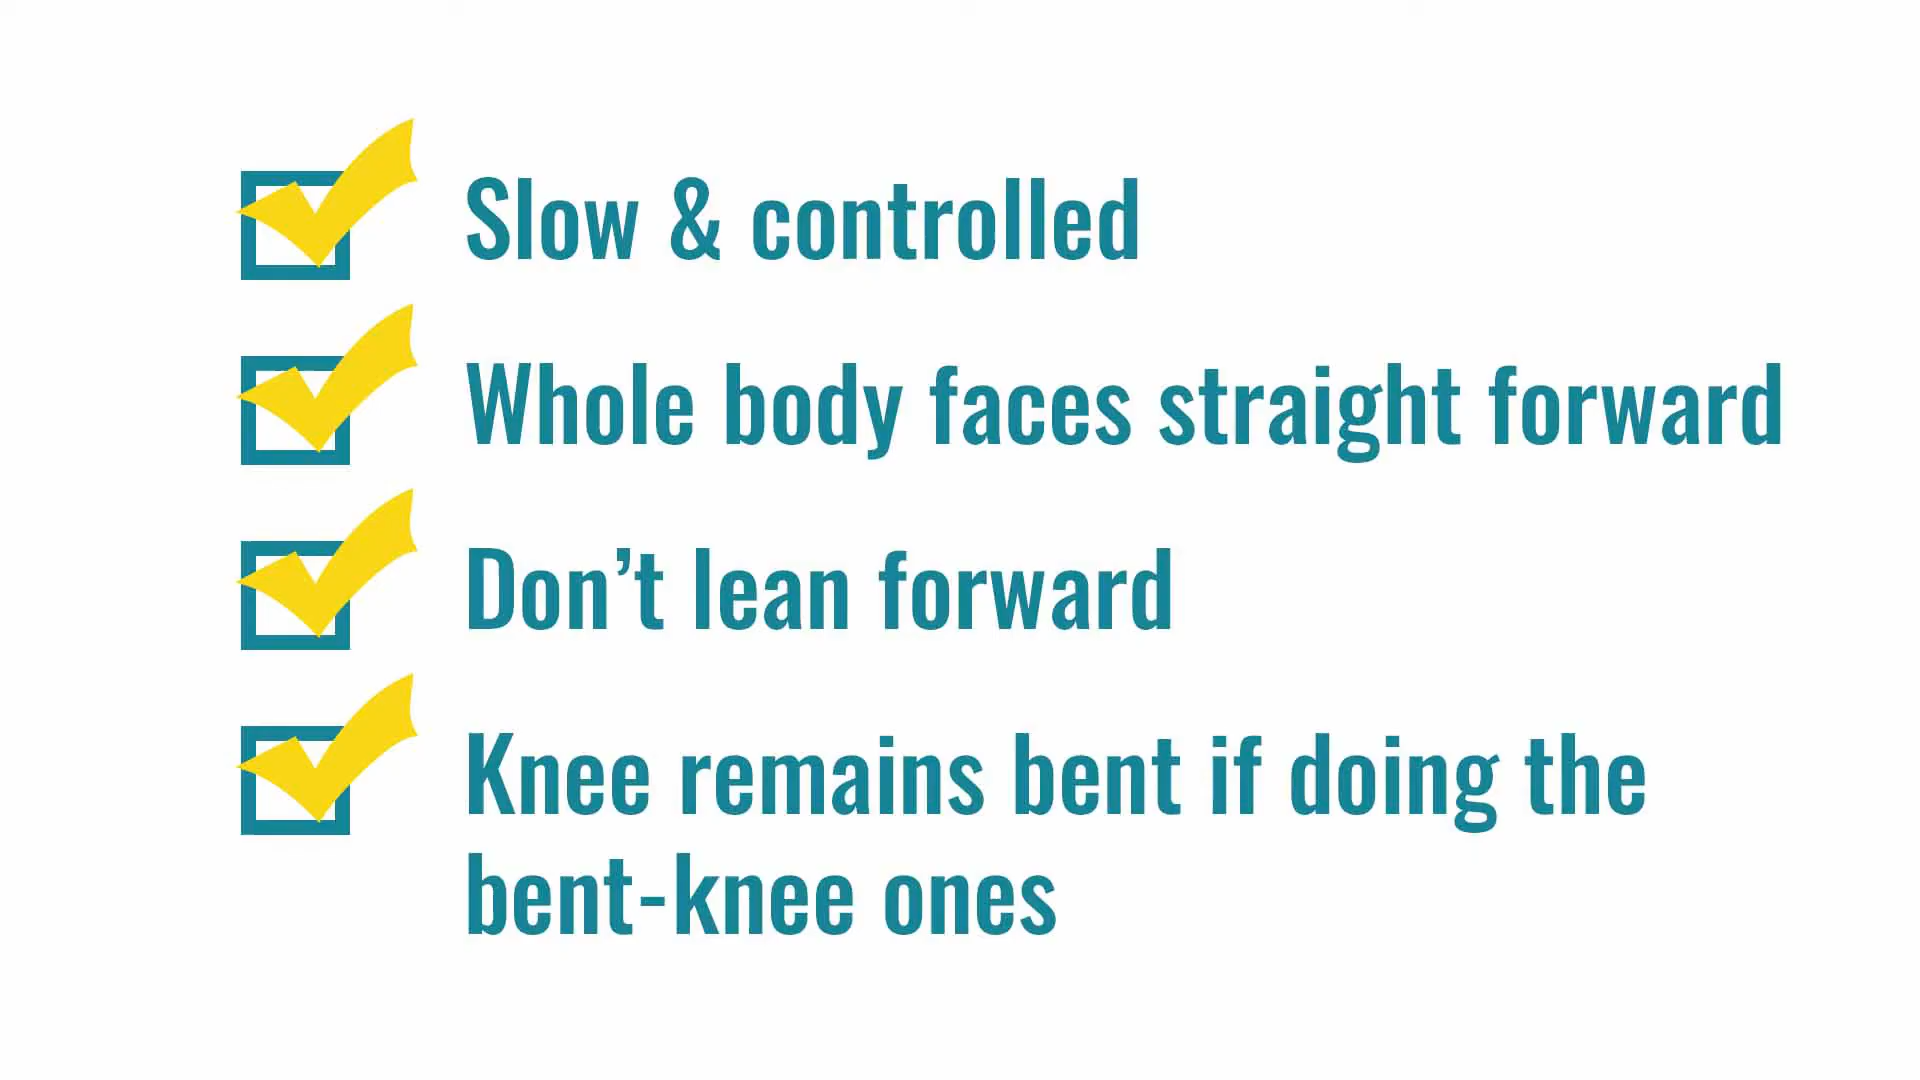 Slow & controlled
Whole body faces straight forward
Don’t lean forward
Knee remains bent if doing the
bent-knee ones